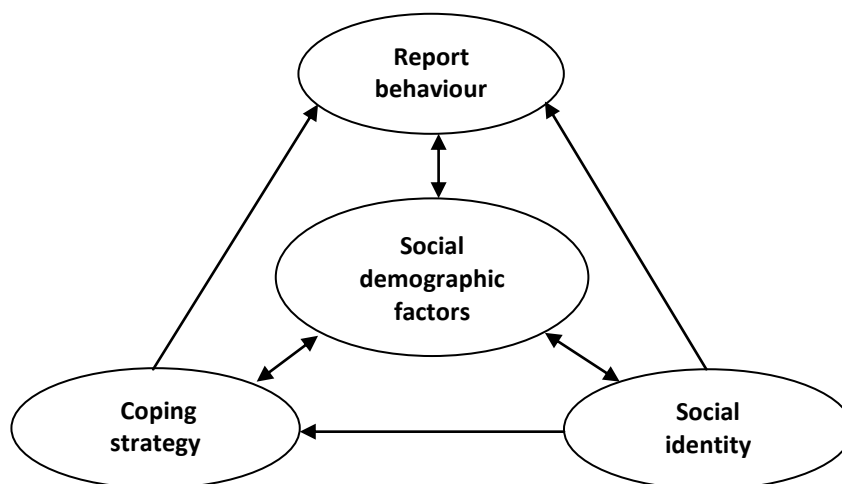 Report
behaviour
Social
demographic
factors
Coping
strategy
Social
identity